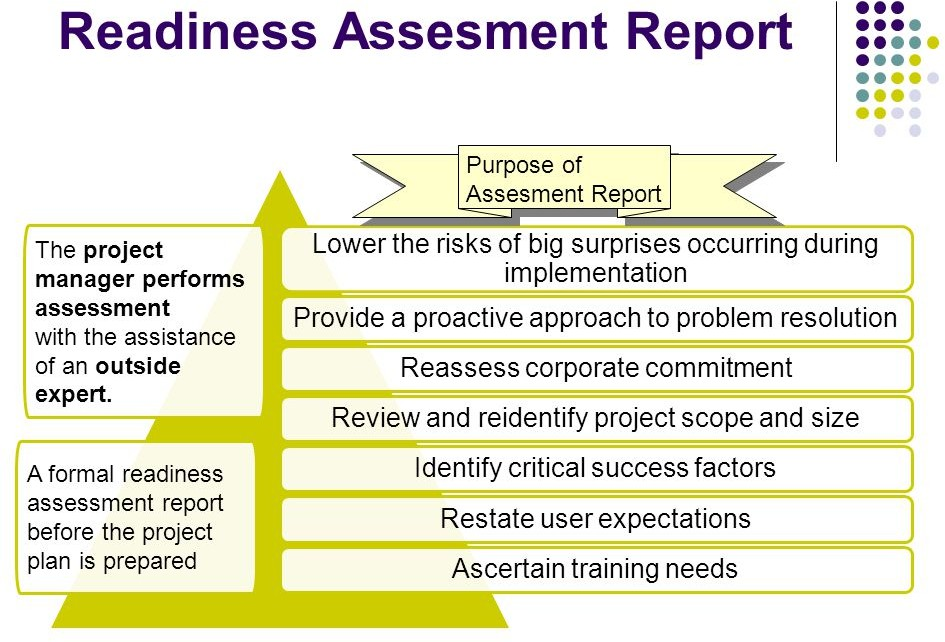 Readiness Assesment Report
Purpose of
Assesment Report
The project
manager performs
assessment
with the assistance
of an outside
expert.
A formal readiness
assessment report
before the project
plan is prepared
Lower the risks of big surprises occurring during
implementation
Provide a proactive approach to problem resolution
Reassess corporate commitment
Review and reidentify project scope and size
Identify critical success factors
Restate user expectations
Ascertain training needs